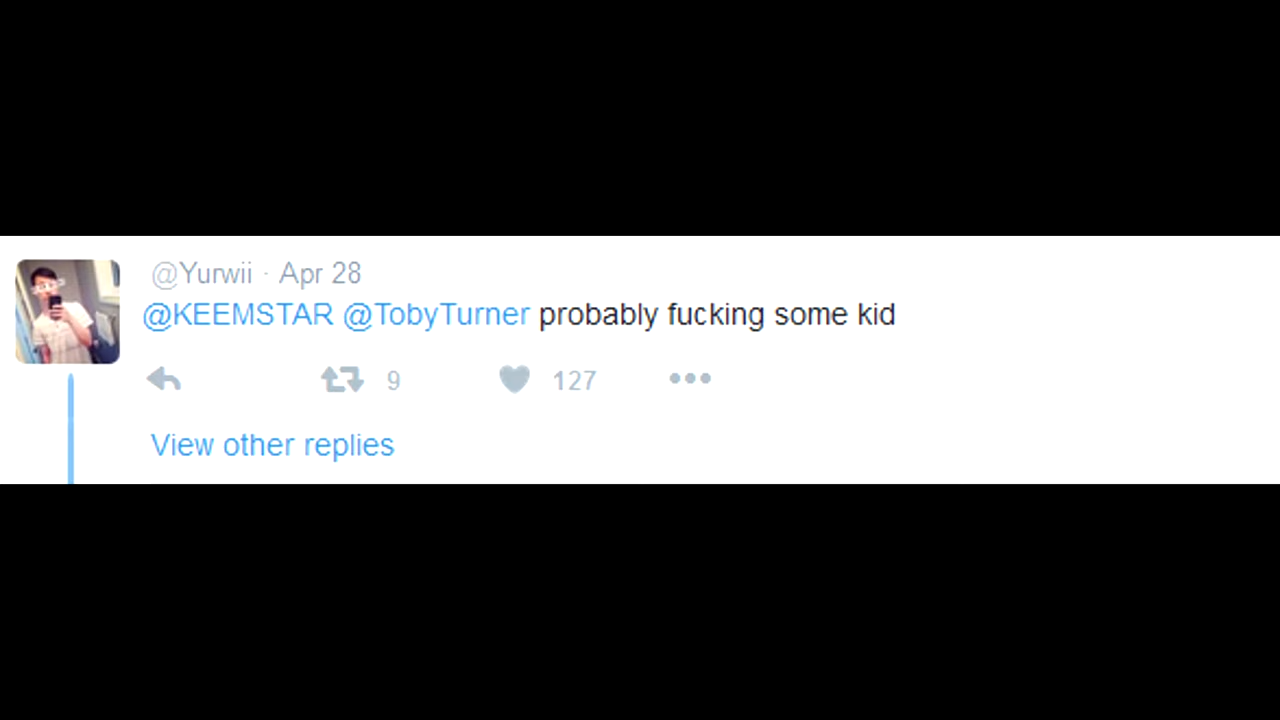 @Yurwii · Apr 28
@KEEMSTAR @TobyTurner probably fucking some kid
9 127
View other replies